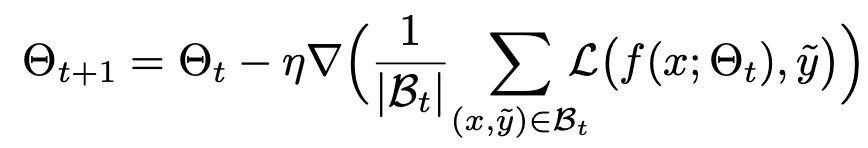 Θ_{t+1} = Θ_t − η∇(1/|ℬ_t| ∑_{(x,ỹ)∈ℬ_t} ℒ(f(x; Θ_t), ỹ))